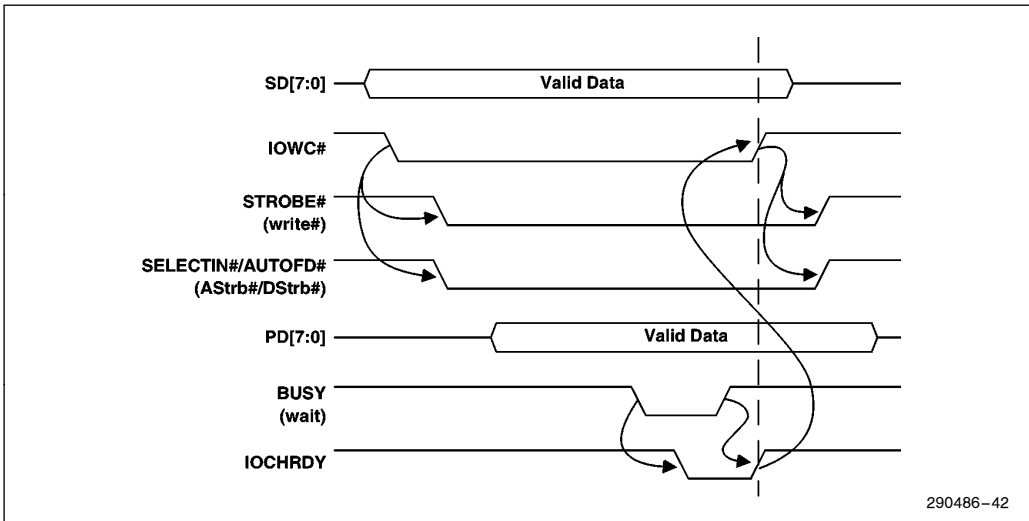 SD[7:0]
Valid Data
IOWC#
STROBE#
(write#)
SELECTIN#/AUTOFD#
(AStrb#/DStrb#)
PD[7:0]
Valid Data
BUSY
(wait)
IOCHRDY
290486–42